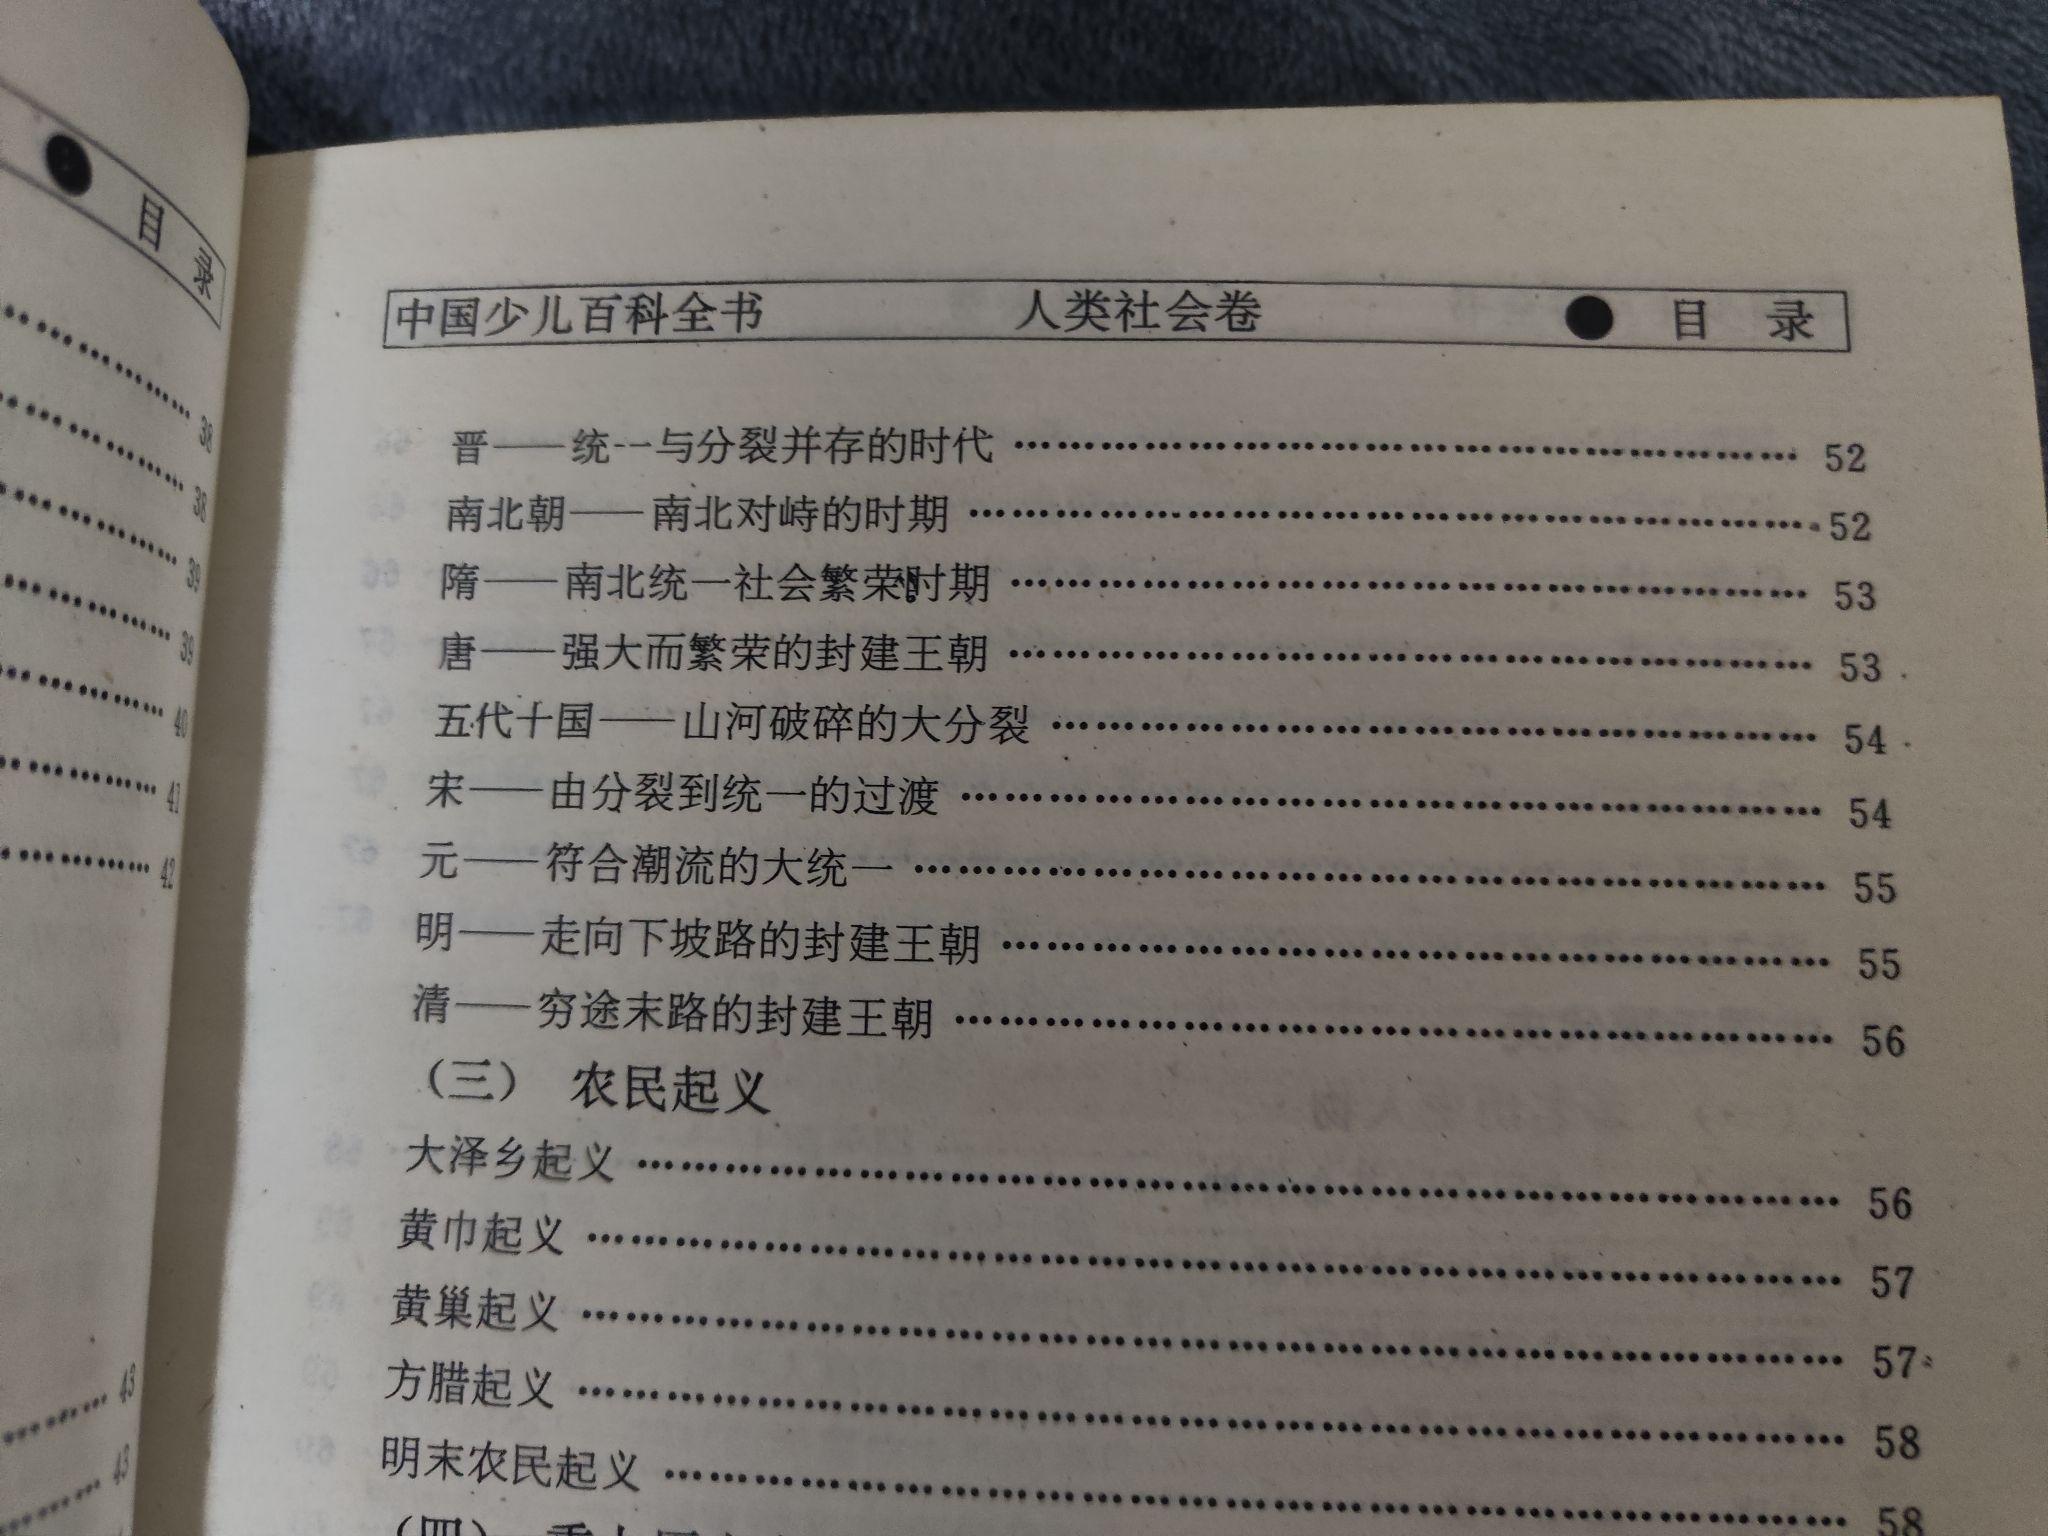 目 录
38
38
39
39
40
41
42
43
43
中国少儿百科全书 人类社会卷 ● 目 录
晋——统一与分裂并存的时代 …… 52
南北朝——南北对峙的时期 …… 52
隋——南北统一社会繁荣时期 …… 53
唐——强大而繁荣的封建王朝 …… 53
五代十国——山河破碎的大分裂 …… 54
宋——由分裂到统一的过渡 …… 54
元——符合潮流的大统一 …… 55
明——走向下坡路的封建王朝 …… 55
清——穷途末路的封建王朝 …… 56
（三） 农民起义
大泽乡起义 …… 56
黄巾起义 …… 57
黄巢起义 …… 57
方腊起义 …… 58
明末农民起义 …… 58
（四）